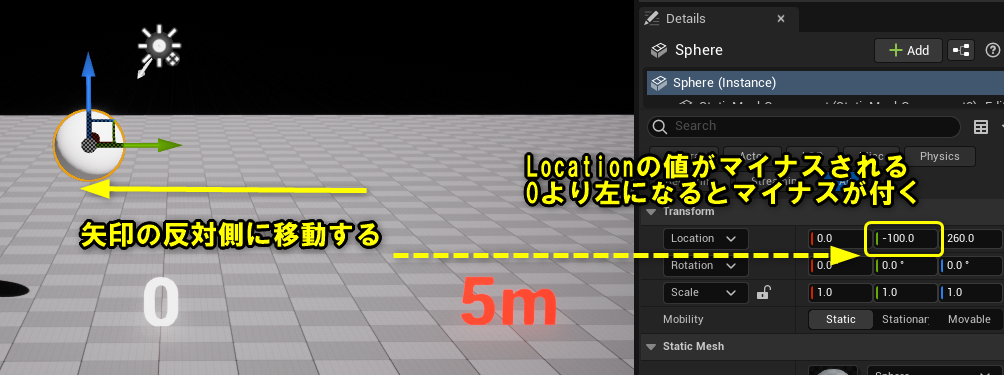 Details
Sphere
Add
Sphere (Instance)
Search
Physics
Locationの値がマイナスされる
0より左になるとマイナスが付く
矢印の反対側に移動する
Transform
Location 0.0 -100.0 260.0
Rotation 0.0 0.0 ° 0.0 °
Scale 1.0 1.0 1.0
Mobility Static Stationar Movable
Static Mesh
0
5m